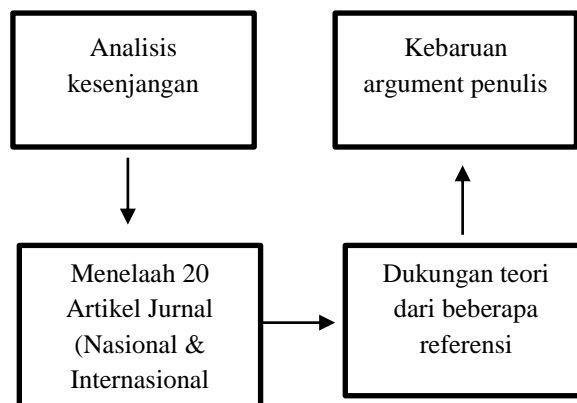 Analisis
kesenjangan
Kebaruan
argument penulis
Menelaah 20
Artikel Jurnal
(Nasional &
Internasional
Dukungan teori
dari beberapa
referensi